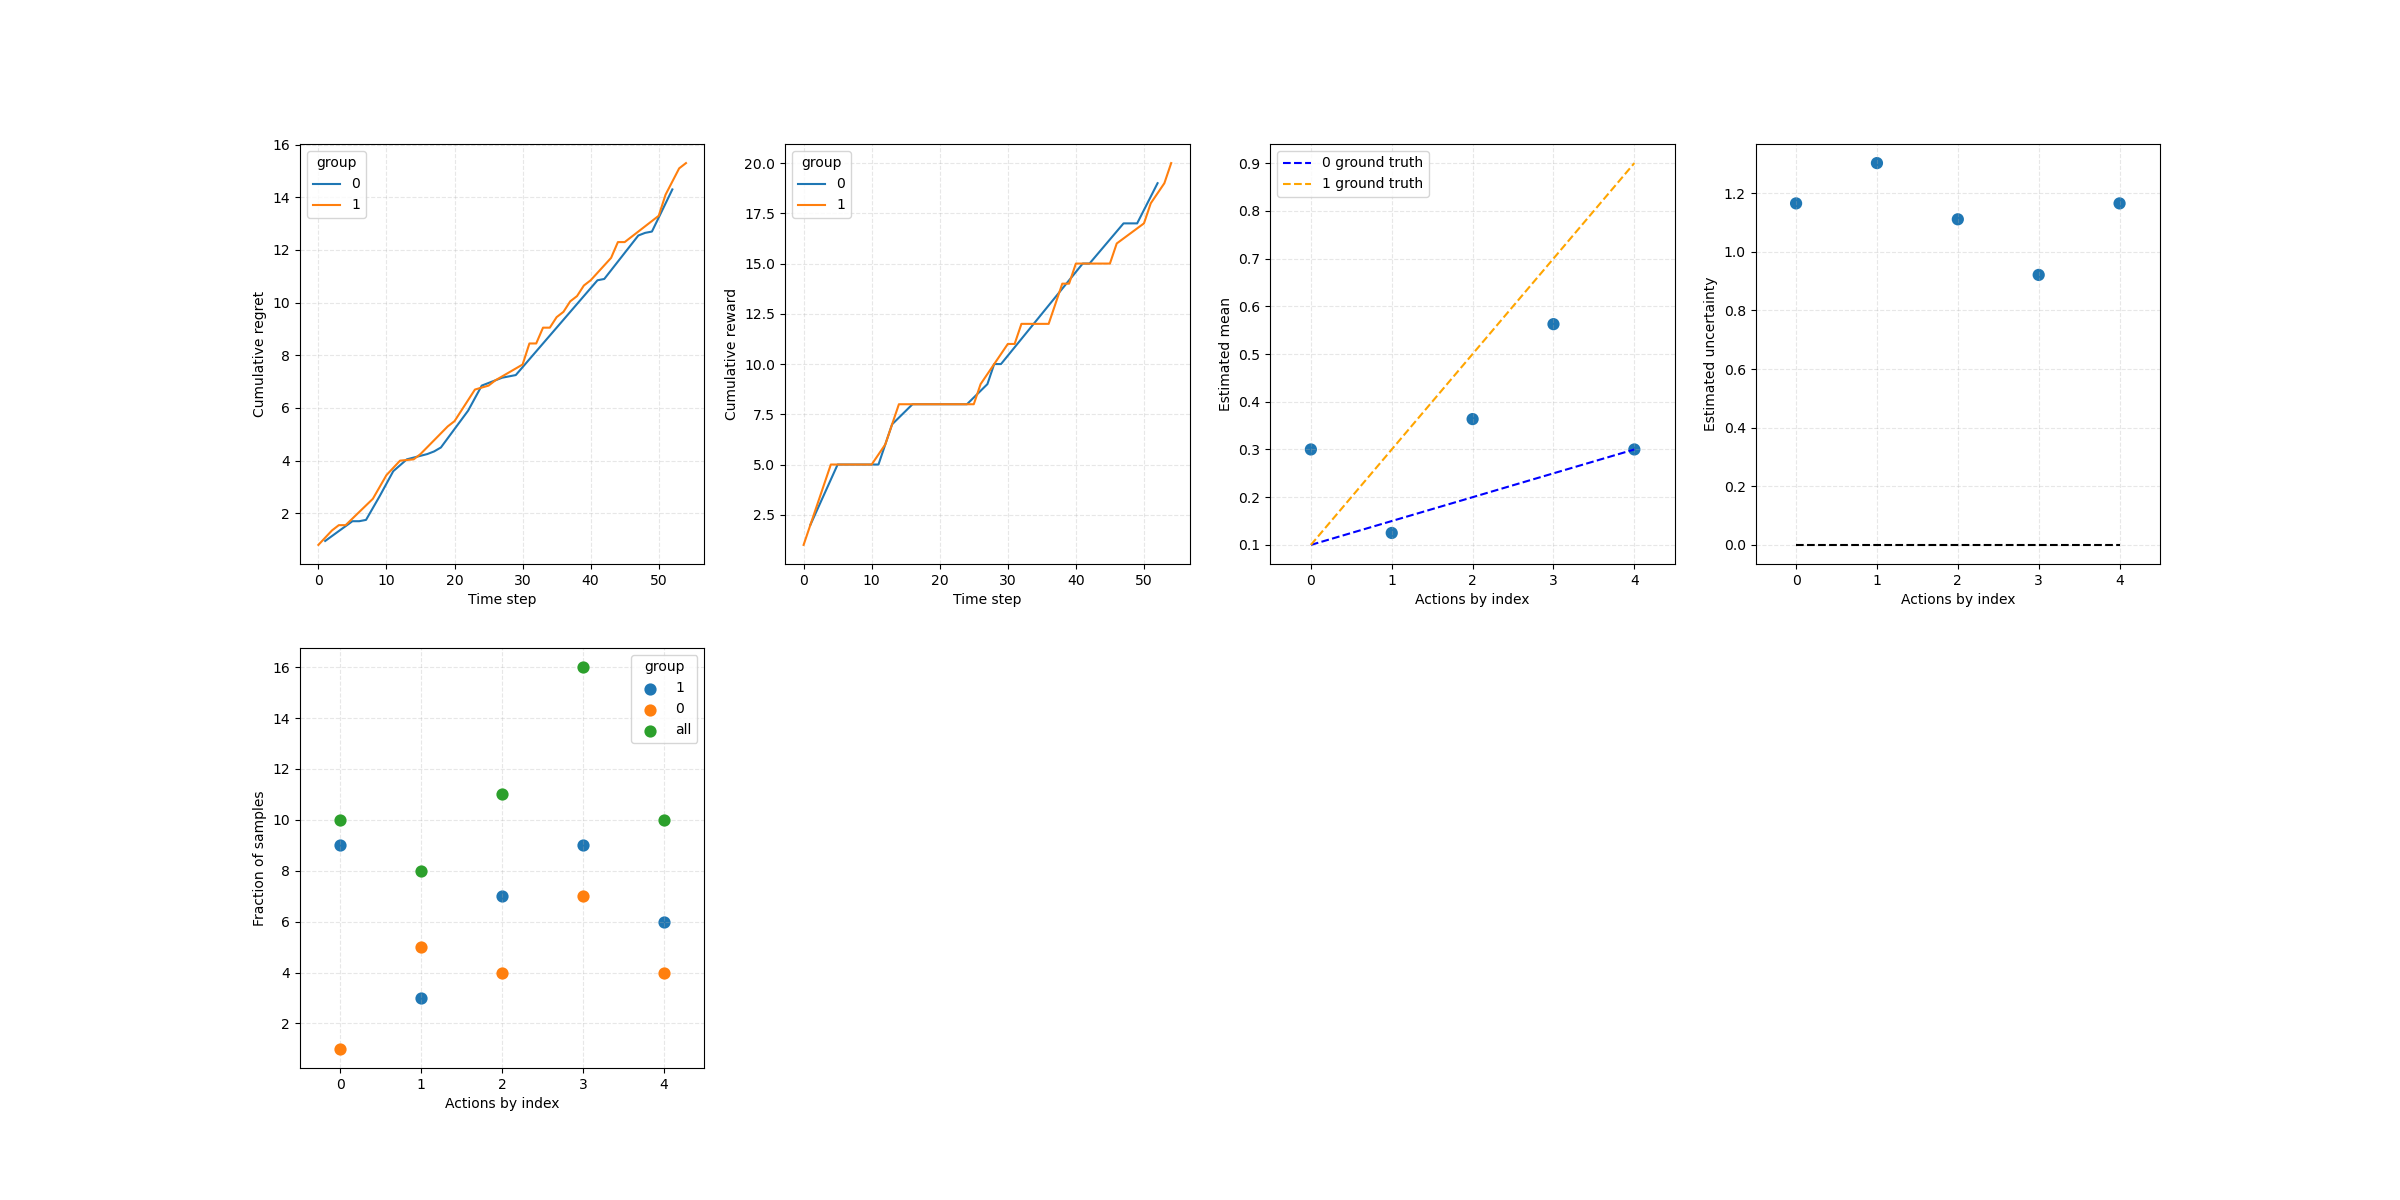 group
0
1
16
14
12
10
8
6
4
2
Cumulative regret
0 10 20 30 40 50
Time step
group
0
1
20.0
17.5
15.0
12.5
10.0
7.5
5.0
2.5
Cumulative reward
0 10 20 30 40 50
Time step
0 ground truth
1 ground truth
0.9
0.8
0.7
0.6
0.5
0.4
0.3
0.2
0.1
Estimated mean
0 1 2 3 4
Actions by index
1.2
1.0
0.8
0.6
0.4
0.2
0.0
Estimated uncertainty
0 1 2 3 4
Actions by index
group
1
0
all
16
14
12
10
8
6
4
2
Fraction of samples
0 1 2 3 4
Actions by index